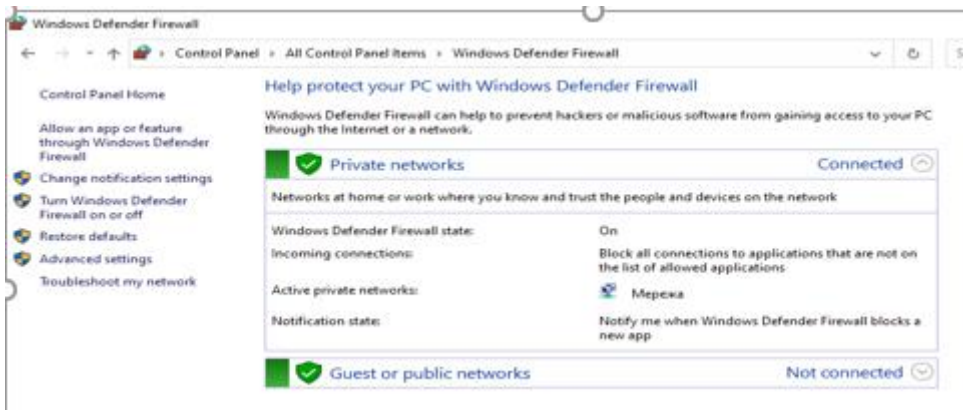 Windows Defender Firewall
Control Panel › All Control Panel Items › Windows Defender Firewall
Control Panel Home
Allow an app or feature
through Windows Defender
Firewall
Change notification settings
Turn Windows Defender
Firewall on or off
Restore defaults
Advanced settings
Troubleshoot my network
Help protect your PC with Windows Defender Firewall
Windows Defender Firewall can help to prevent hackers or malicious software from gaining access to your PC
through the Internet or a network.
Private networks Connected
Networks at home or work where you know and trust the people and devices on the network
Windows Defender Firewall state: On
Incoming connections: Block all connections to applications that are not on
the list of allowed applications
Active private networks: Мережа
Notification state: Notify me when Windows Defender Firewall blocks a
new app
Guest or public networks Not connected